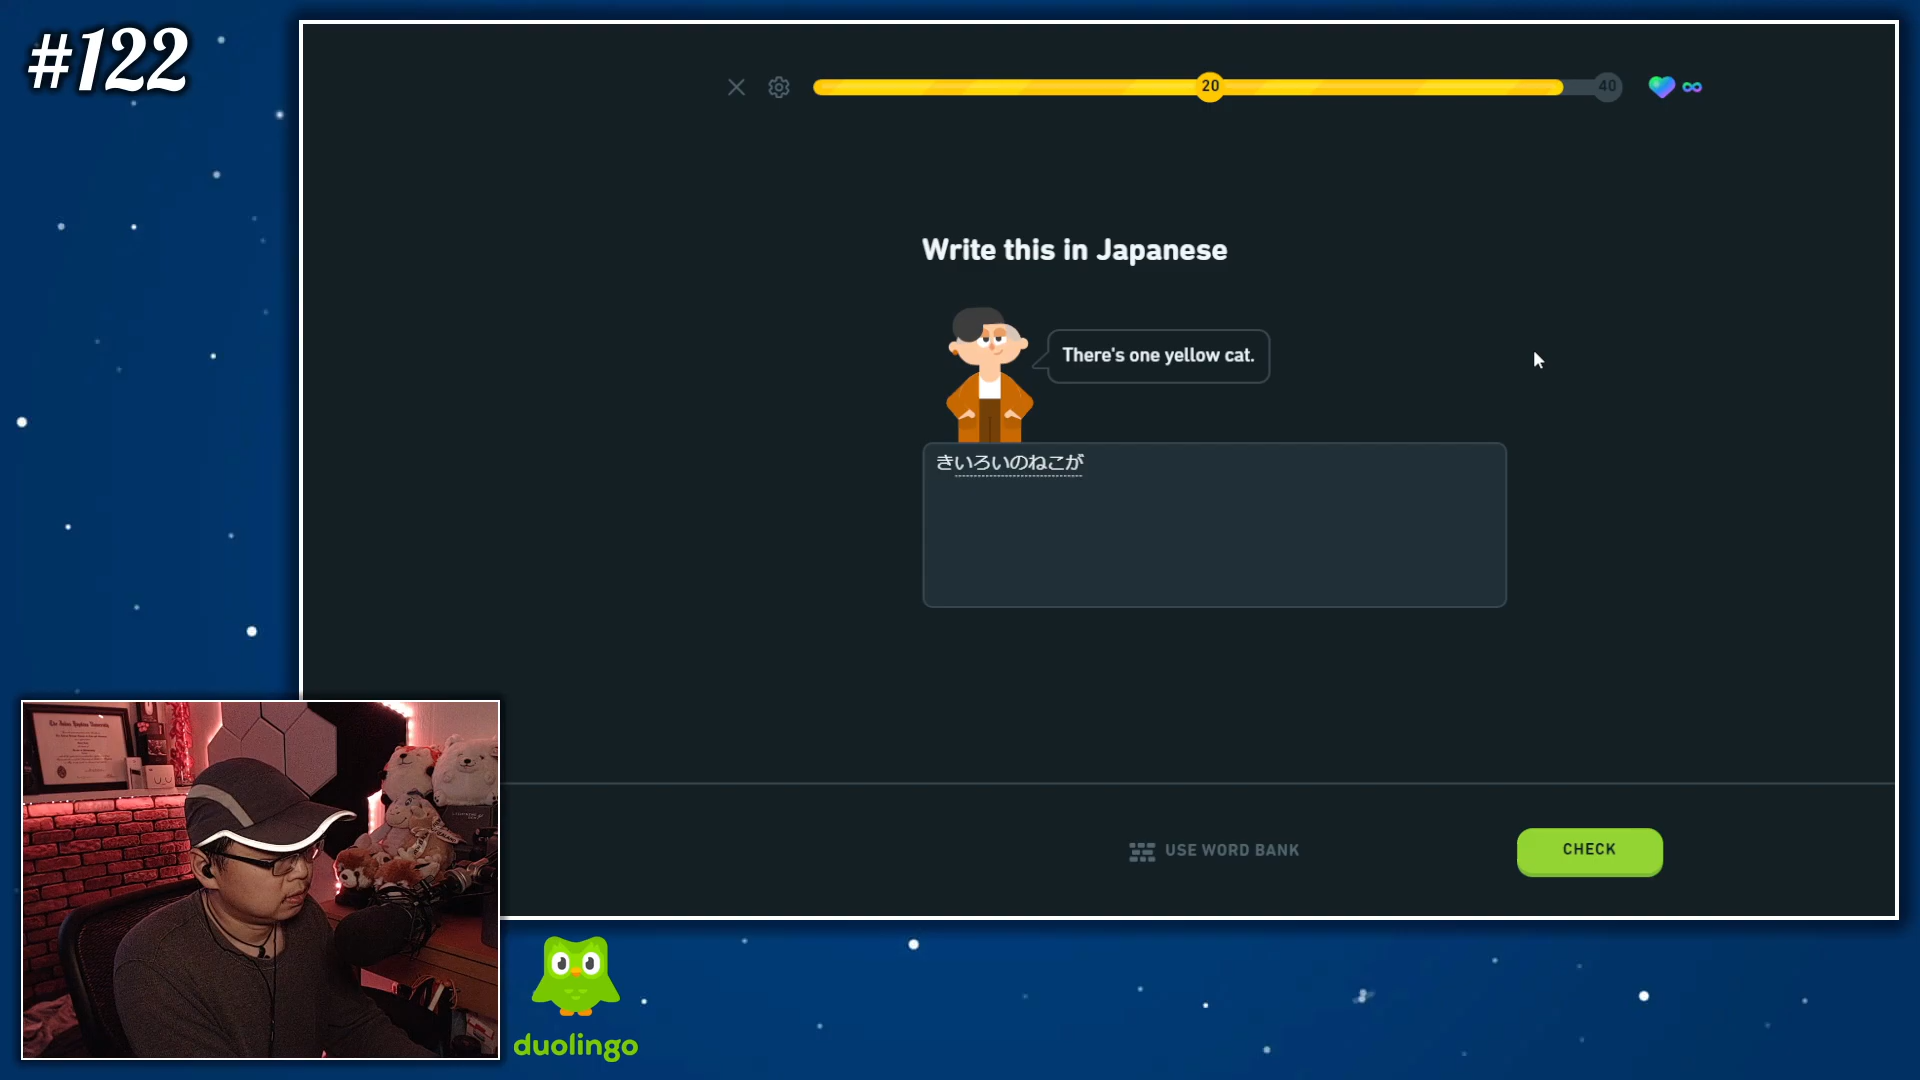 #122
20
40
∞
Write this in Japanese
There's one yellow cat.
きいろいのねこが
USE WORD BANK
CHECK
duolingo